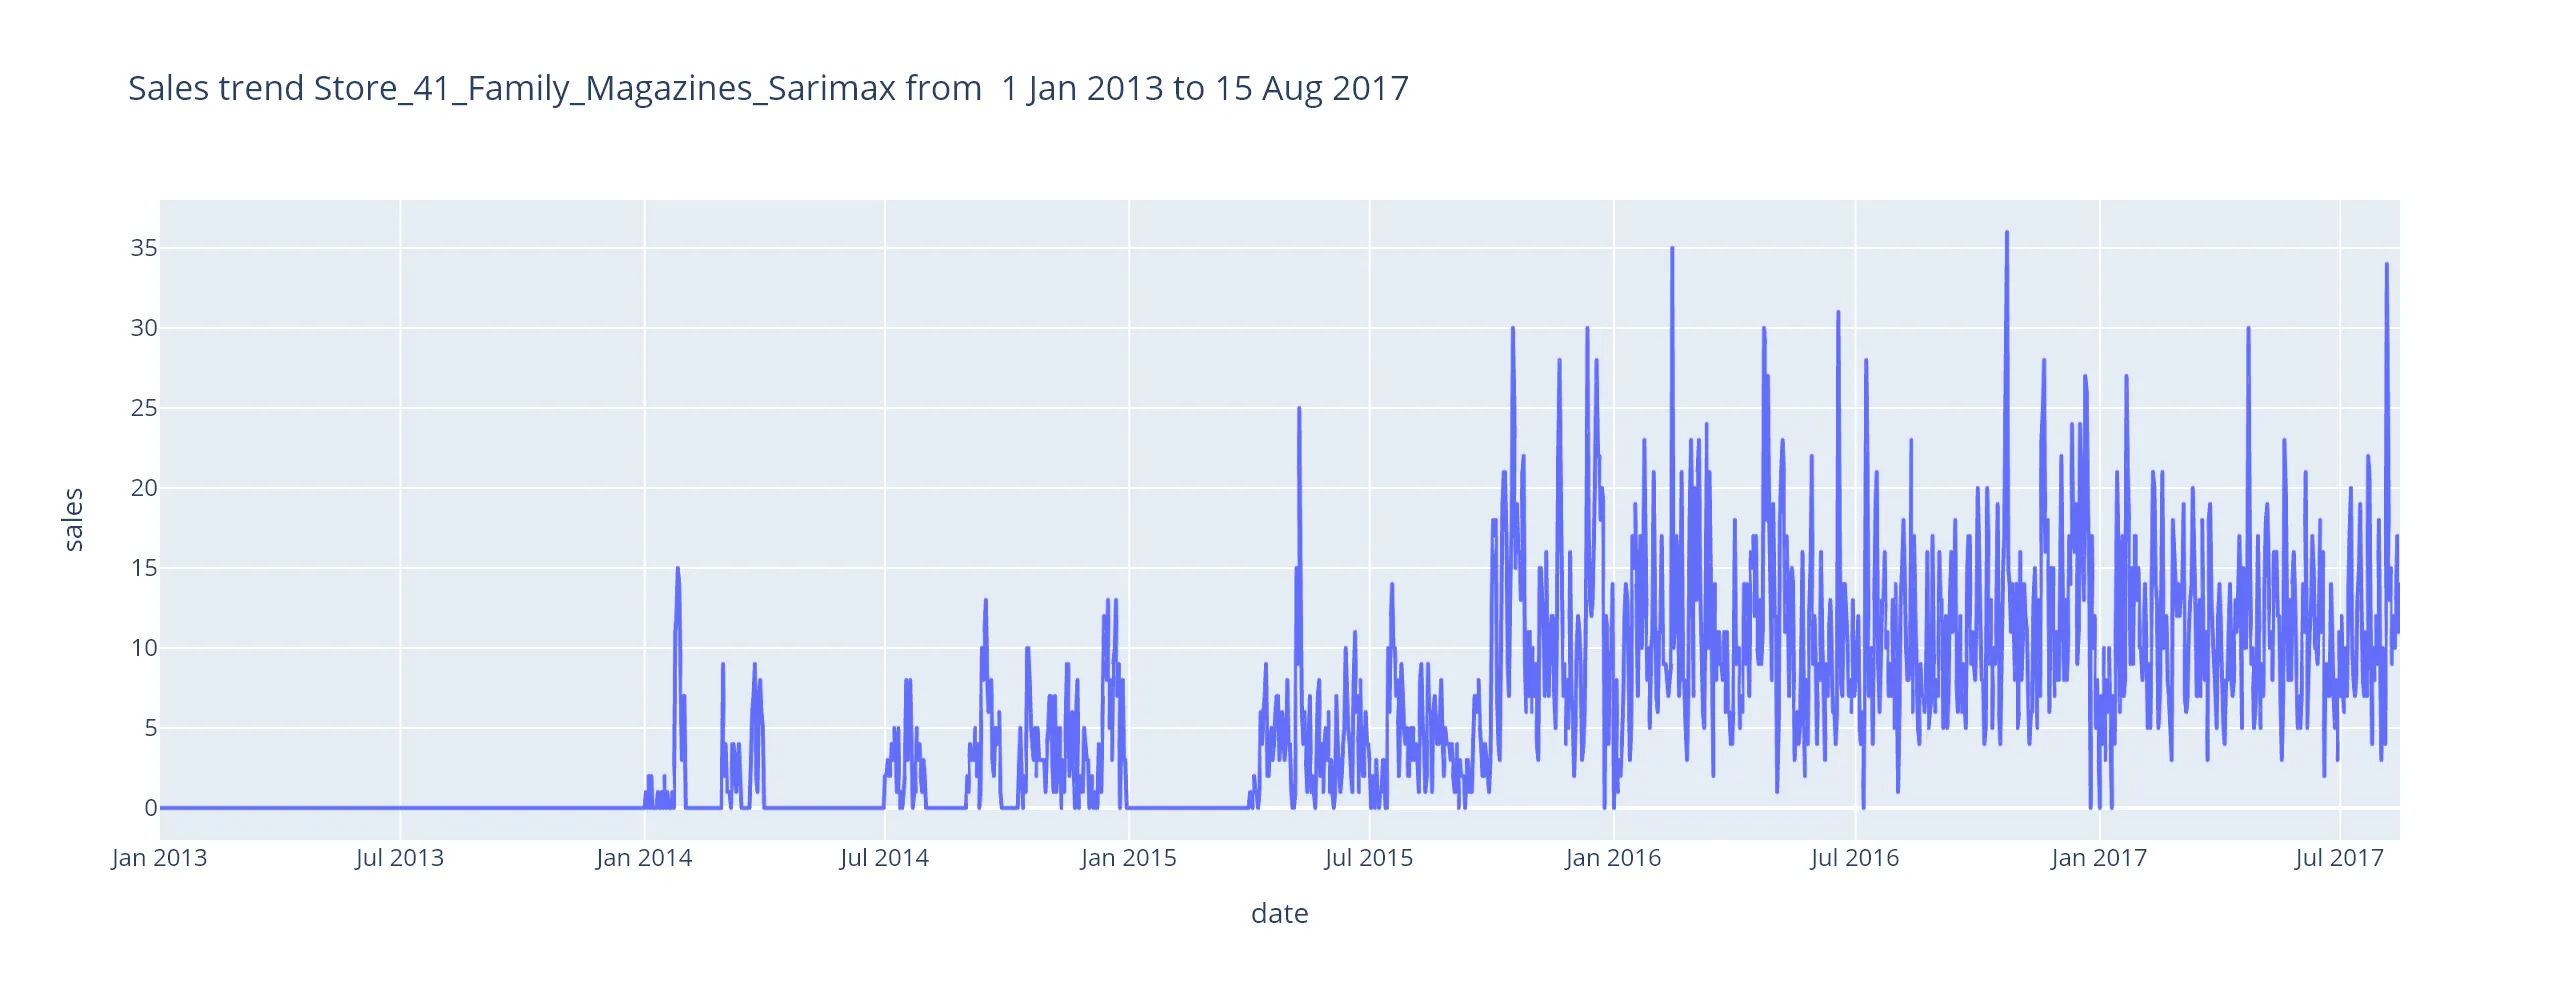 Sales trend Store_41_Family_Magazines_Sarimax from  1 Jan 2013 to 15 Aug 2017
35
30
25
20
15
10
5
0
sales
Jan 2013 Jul 2013 Jan 2014 Jul 2014 Jan 2015 Jul 2015 Jan 2016 Jul 2016 Jan 2017 Jul 2017
date